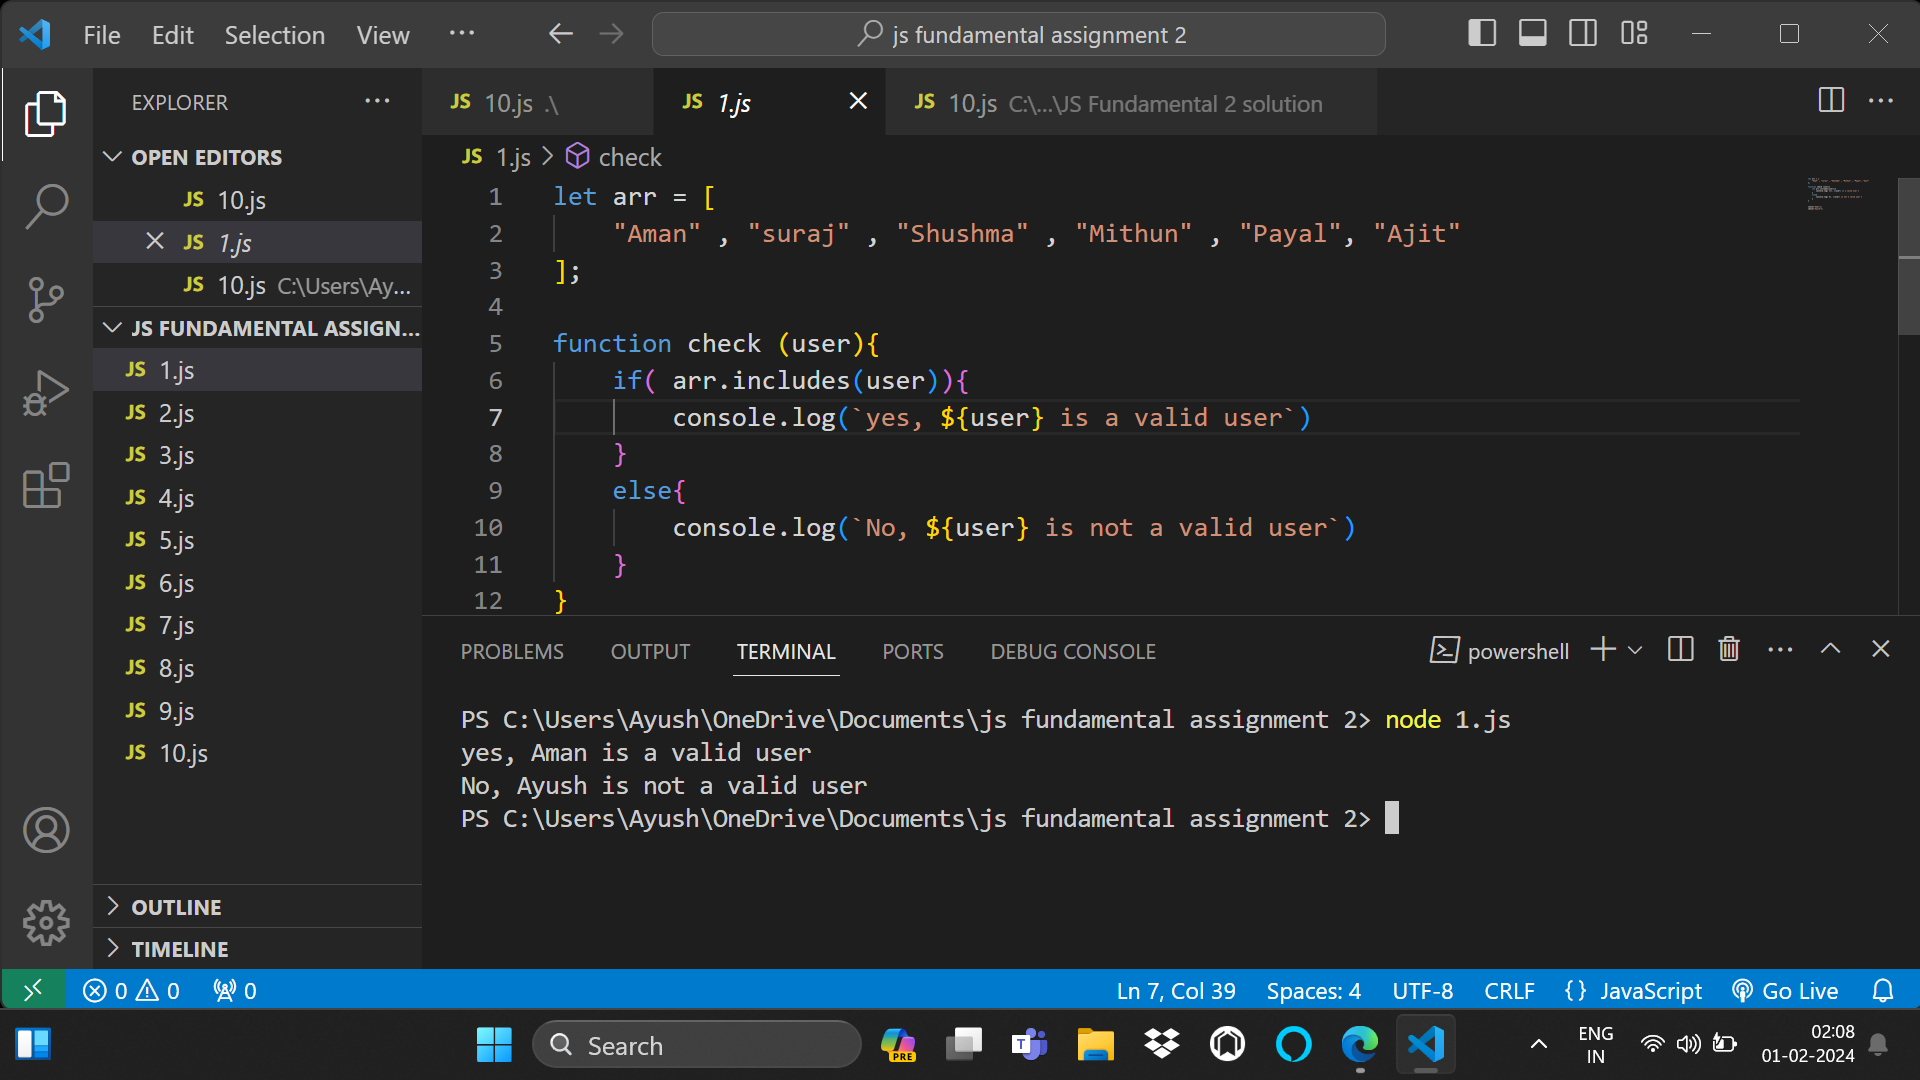 File Edit Selection View ··· js fundamental assignment 2
EXPLORER ···
OPEN EDITORS
JS 10.js
JS 1.js
JS 10.js C:\Users\Ay...
JS FUNDAMENTAL ASSIGN...
JS 1.js
JS 2.js
JS 3.js
JS 4.js
JS 5.js
JS 6.js
JS 7.js
JS 8.js
JS 9.js
JS 10.js
OUTLINE
TIMELINE
JS 10.js .\ JS 1.js JS 10.js C:\...\JS Fundamental 2 solution
JS 1.js > check
1 let arr = [
2 "Aman" , "suraj" , "Shushma" , "Mithun" , "Payal", "Ajit"
3 ];
4
5 function check (user){
6 if( arr.includes(user)){
7 console.log(`yes, ${user} is a valid user`)
8 }
9 else{
10 console.log(`No, ${user} is not a valid user`)
11 }
12 }
PROBLEMS OUTPUT TERMINAL PORTS DEBUG CONSOLE powershell
PS C:\Users\Ayush\OneDrive\Documents\js fundamental assignment 2> node 1.js
yes, Aman is a valid user
No, Ayush is not a valid user
PS C:\Users\Ayush\OneDrive\Documents\js fundamental assignment 2>
0 0 0 Ln 7, Col 39 Spaces: 4 UTF-8 CRLF {} JavaScript Go Live
Search PRE T ENG IN 02:08
01-02-2024